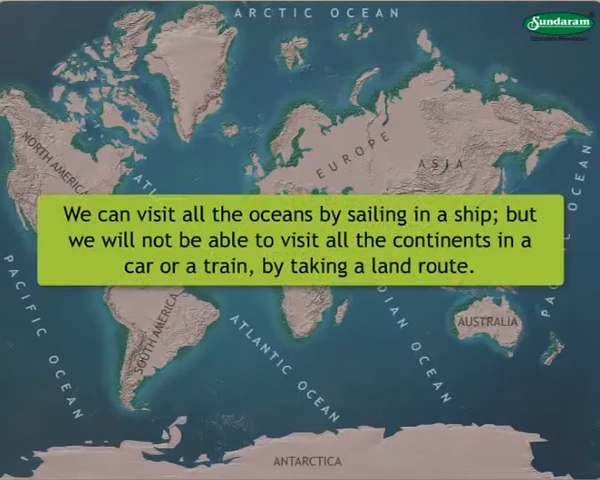 ARCTIC OCEAN
Sundaram
NORTH AMERICA
EUROPE
ASIA
We can visit all the oceans by sailing in a ship; but
we will not be able to visit all the continents in a
car or a train, by taking a land route.
PACIFIC OCEAN
SOUTH AMERICA
ATLANTIC OCEAN
OCEAN
AUSTRALIA
OCEAN
ANTARCTICA